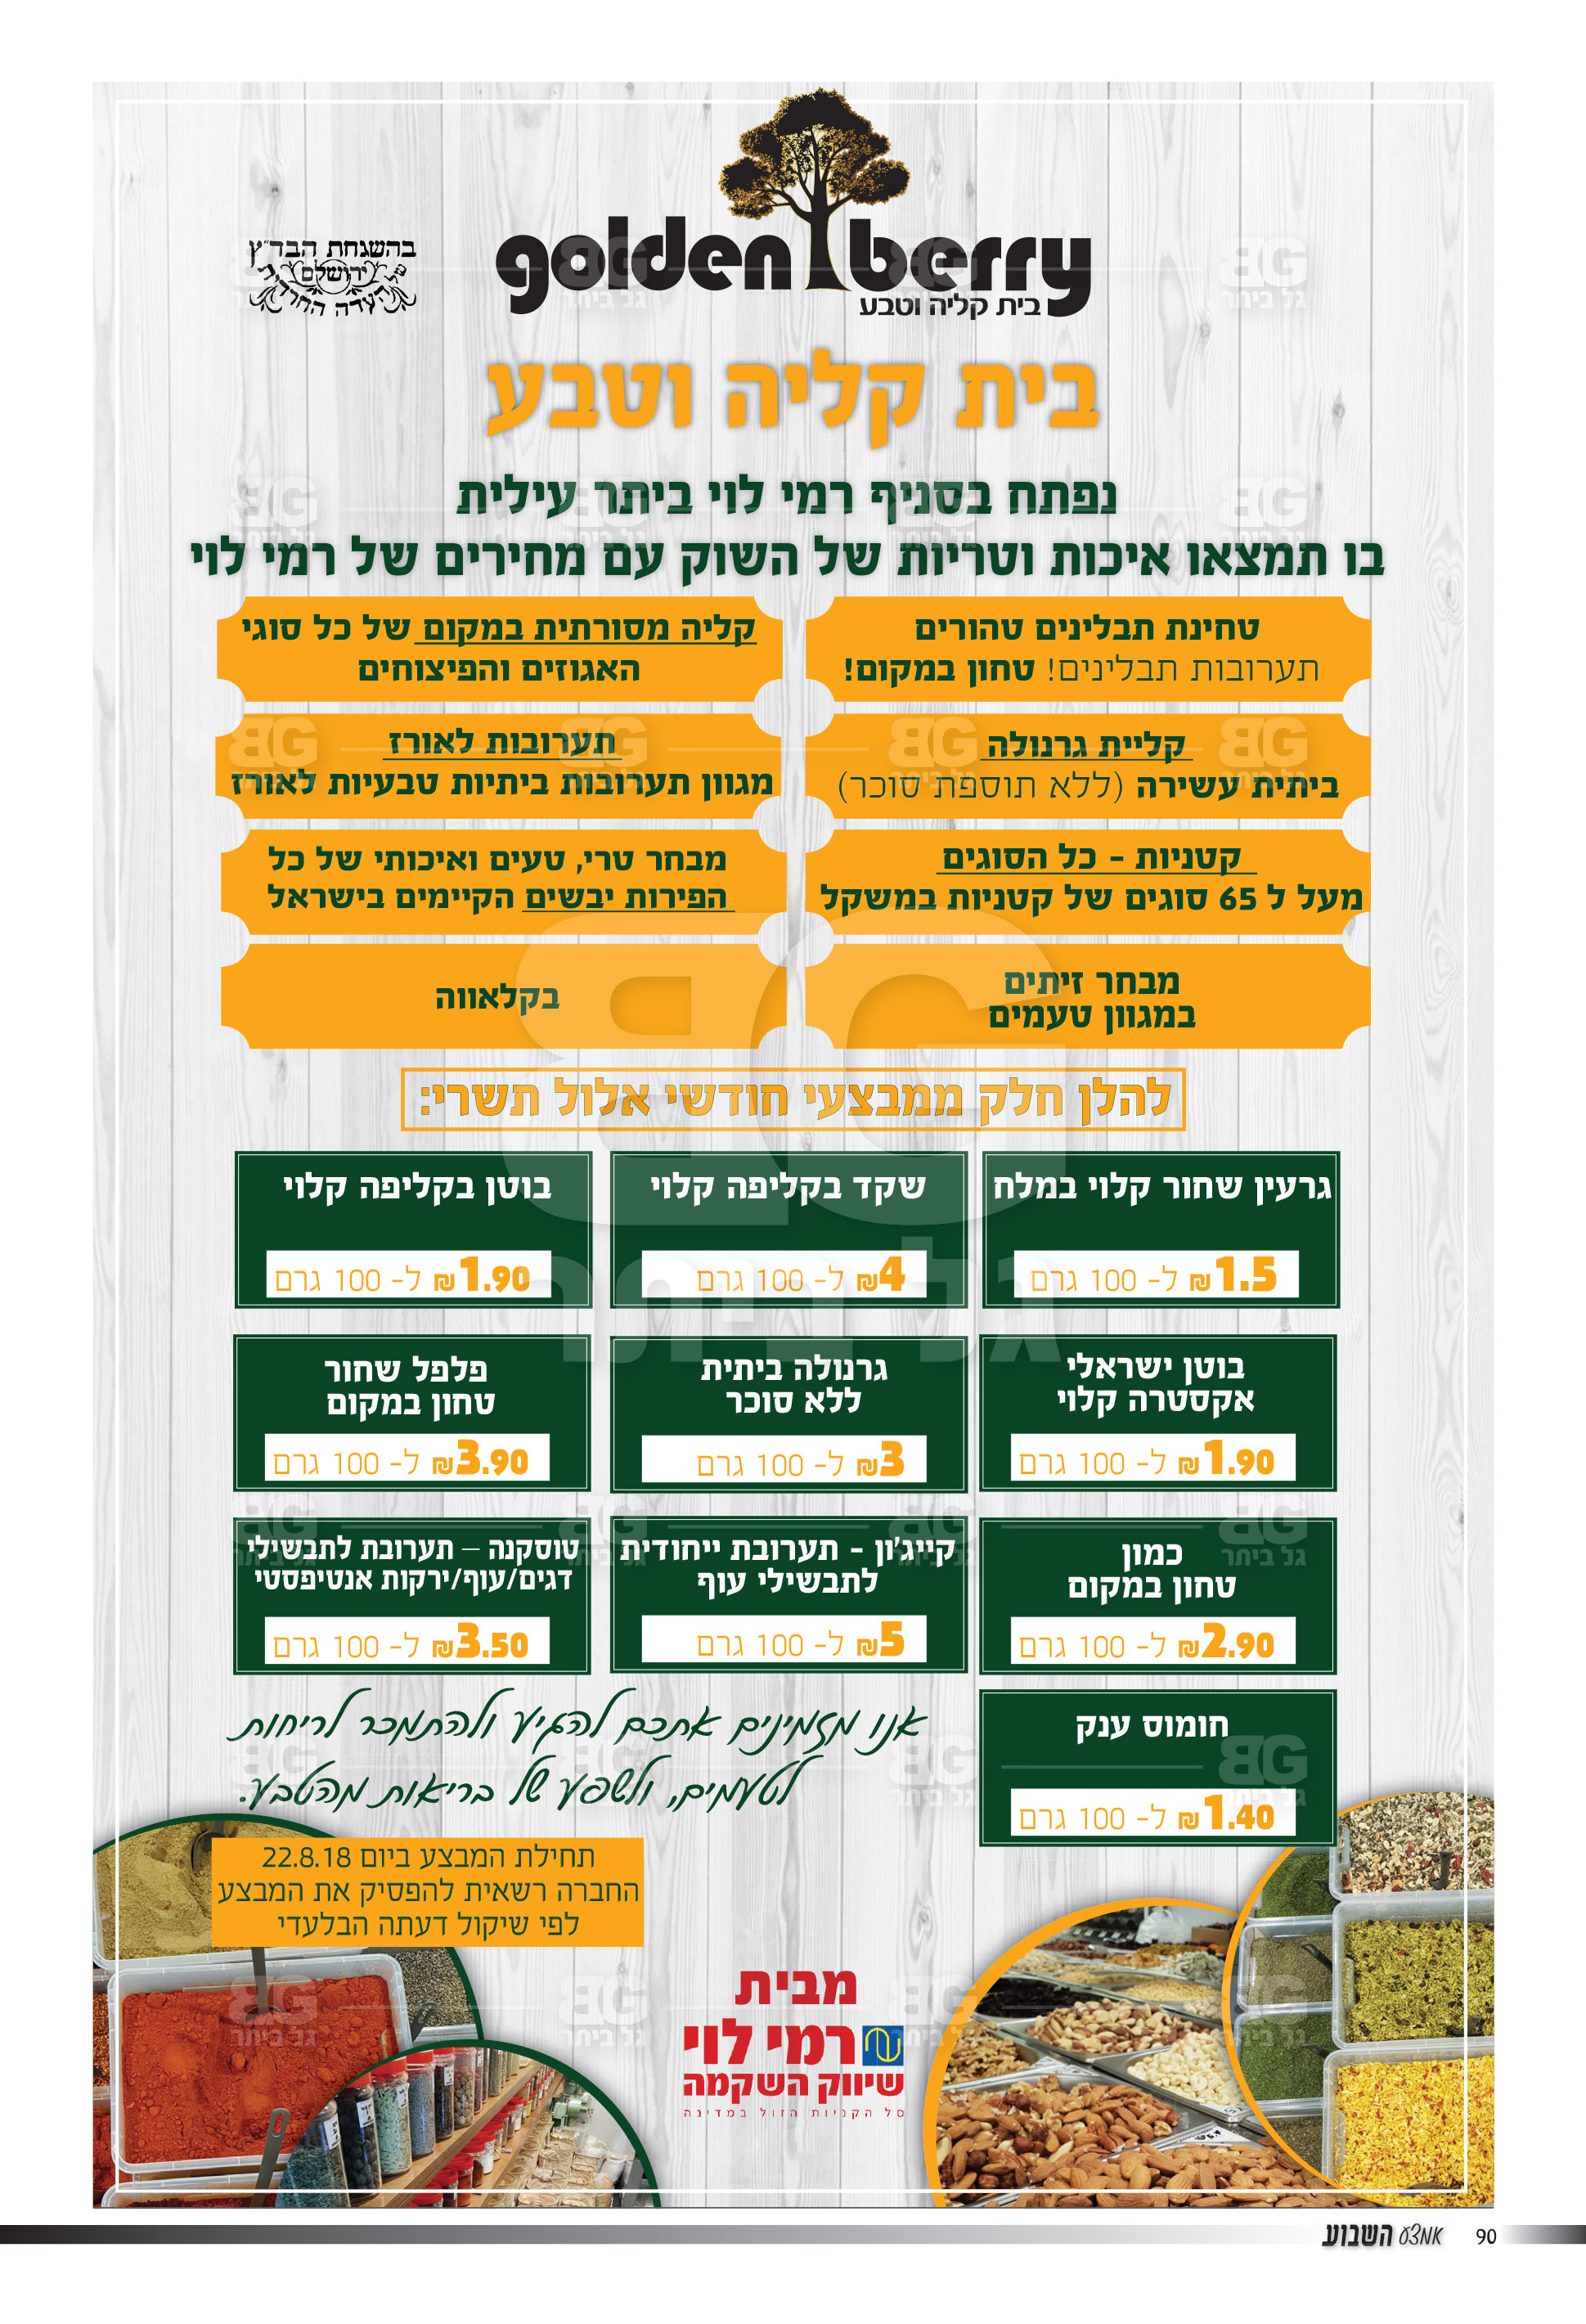 golden berry
בית קליה וטבע
בהשגחת הבד"ץ
ירושלם
העדה החרדית
בית קליה וטבע
נפתח בסניף רמי לוי ביתר עילית
בו תמצאו איכות וטריות של השוק עם מחירים של רמי לוי
טחינת תבלינים טהורים
תערובות תבלינים! טחון במקום!
קליה מסורתית במקום של כל סוגי
האגוזים והפיצוחים
קליית גרנולה
ביתית עשירה (ללא תוספת סוכר)
תערובות לאורז
מגוון תערובות ביתיות טבעיות לאורז
קטניות - כל הסוגים
מעל ל 65 סוגים של קטניות במשקל
מבחר טרי, טעים ואיכותי של כל
הפירות יבשים הקיימים בישראל
מבחר זיתים
במגוון טעמים
בקלאווה
להלן חלק ממבצעי חודשי אלול תשרי:
גרעין שחור קלוי במלח
1.5₪ ל- 100 גרם
שקד בקליפה קלוי
4₪ ל- 100 גרם
בוטן בקליפה קלוי
1.90₪ ל- 100 גרם
בוטן ישראלי
אקסטרה קלוי
1.90₪ ל- 100 גרם
גרנולה ביתית
ללא סוכר
3₪ ל- 100 גרם
פלפל שחור
טחון במקום
3.90₪ ל- 100 גרם
כמון
טחון במקום
2.90₪ ל- 100 גרם
קייג'ון - תערובת ייחודית
לתבשילי עוף
5₪ ל- 100 גרם
טוסקנה – תערובת לתבשילי
דגים/עוף/ירקות אנטיפסטי
3.50₪ ל- 100 גרם
חומוס ענק
1.40₪ ל- 100 גרם
אנו מזמינים אתכם להגיע ולהתמכר לריחות
לטעמים, ולשפע של בריאות מהטבע.
תחילת המבצע ביום 22.8.18
החברה רשאית להפסיק את המבצע
לפי שיקול דעתה הבלעדי
מבית
רמי לוי
שיווק השקמה
סל הקניות הזול במדינה
BG
גל ביתר
90 אמצע השבוע